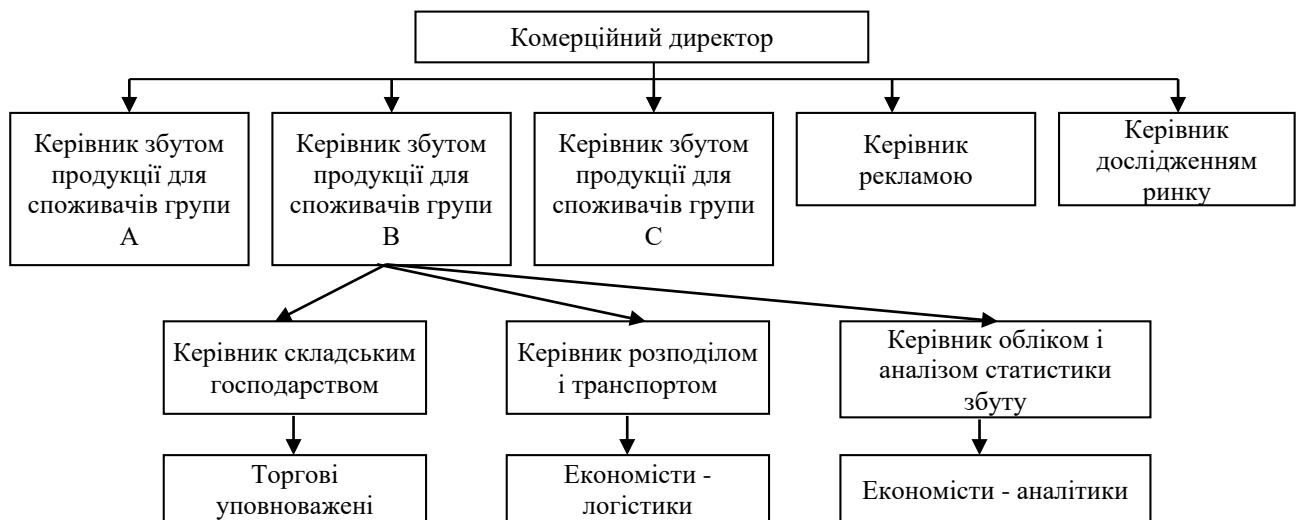 Комерційний директор
Керівник збутом
продукції для
споживачів групи
А
Керівник збутом
продукції для
споживачів групи
В
Керівник збутом
продукції для
споживачів групи
С
Керівник
рекламою
Керівник
дослідженням
ринку
Керівник складським
господарством
Керівник розподілом
і транспортом
Керівник обліком і
аналізом статистики
збуту
Торгові
уповноважені
Економісти -
логістики
Економісти - аналітики